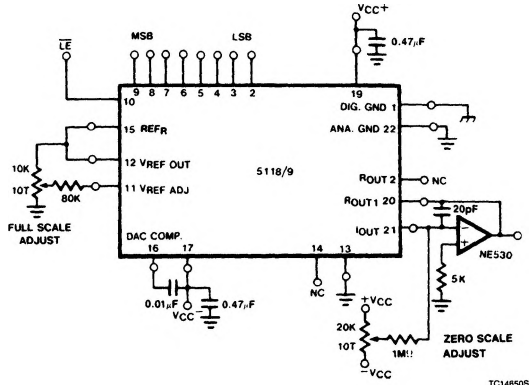 VCC+
LE
MSB LSB
0.47µF
9 8 7 6 5 4 3 2
19
10
DIG. GND 1
15 REFR
ANA. GND 22
12 VREF OUT
10K
10T
5118/9
ROUT 2
NC
11 VREF ADJ
80K
ROUT1 20
20pF
FULL SCALE
ADJUST
IOUT 21
−
+
NE530
DAC COMP.
16 17 14 13
5K
0.01µF
0.47µF
NC
VCC−
+VCC
20K
10T
1MΩ
ZERO SCALE
ADJUST
−VCC
TC14650S